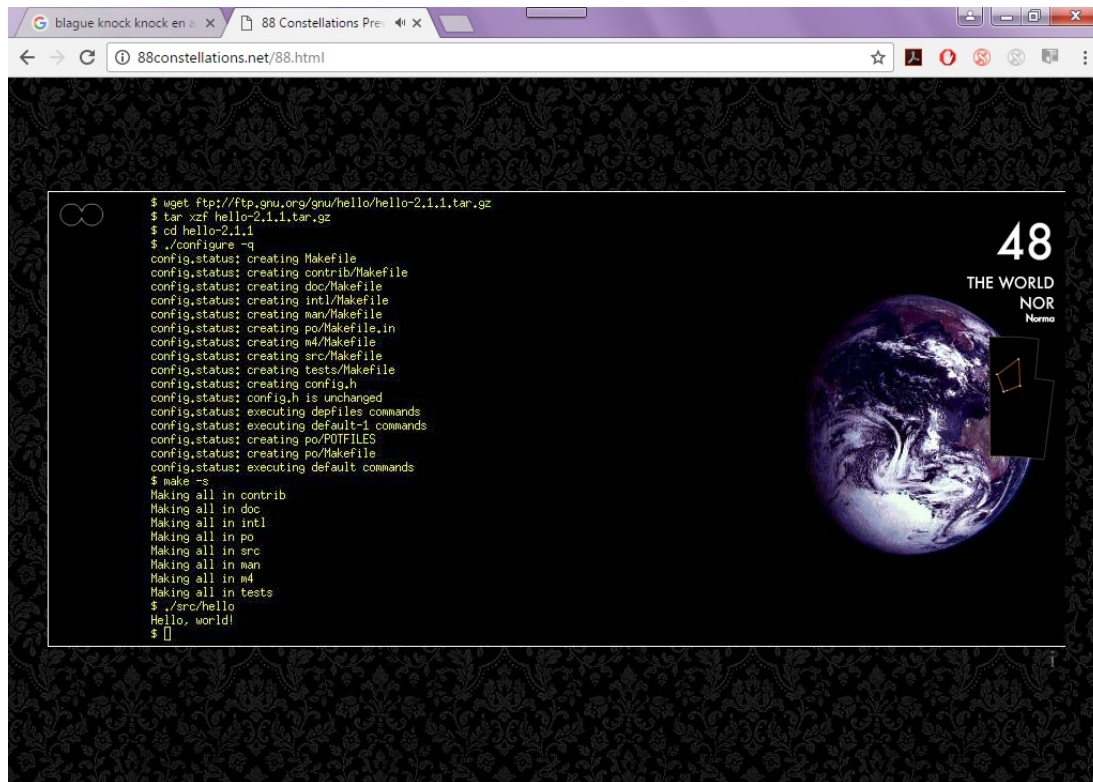 blague knock knock en a
88 Constellations Prev
88constellations.net/88.html
$ wget ftp://ftp.gnu.org/gnu/hello/hello-2.1.1.tar.gz
$ tar xzf hello-2.1.1.tar.gz
$ cd hello-2.1.1
$ ./configure -q
config.status: creating Makefile
config.status: creating contrib/Makefile
config.status: creating doc/Makefile
config.status: creating intl/Makefile
config.status: creating man/Makefile
config.status: creating po/Makefile.in
config.status: creating m4/Makefile
config.status: creating src/Makefile
config.status: creating tests/Makefile
config.status: creating config.h
config.status: config.h is unchanged
config.status: executing depfiles commands
config.status: executing default-1 commands
config.status: creating po/POTFILES
config.status: creating po/Makefile
config.status: executing default commands
$ make -s
Making all in contrib
Making all in doc
Making all in intl
Making all in po
Making all in src
Making all in man
Making all in m4
Making all in tests
$ ./src/hello
Hello, world!
$
48
THE WORLD
NOR
Norma
i